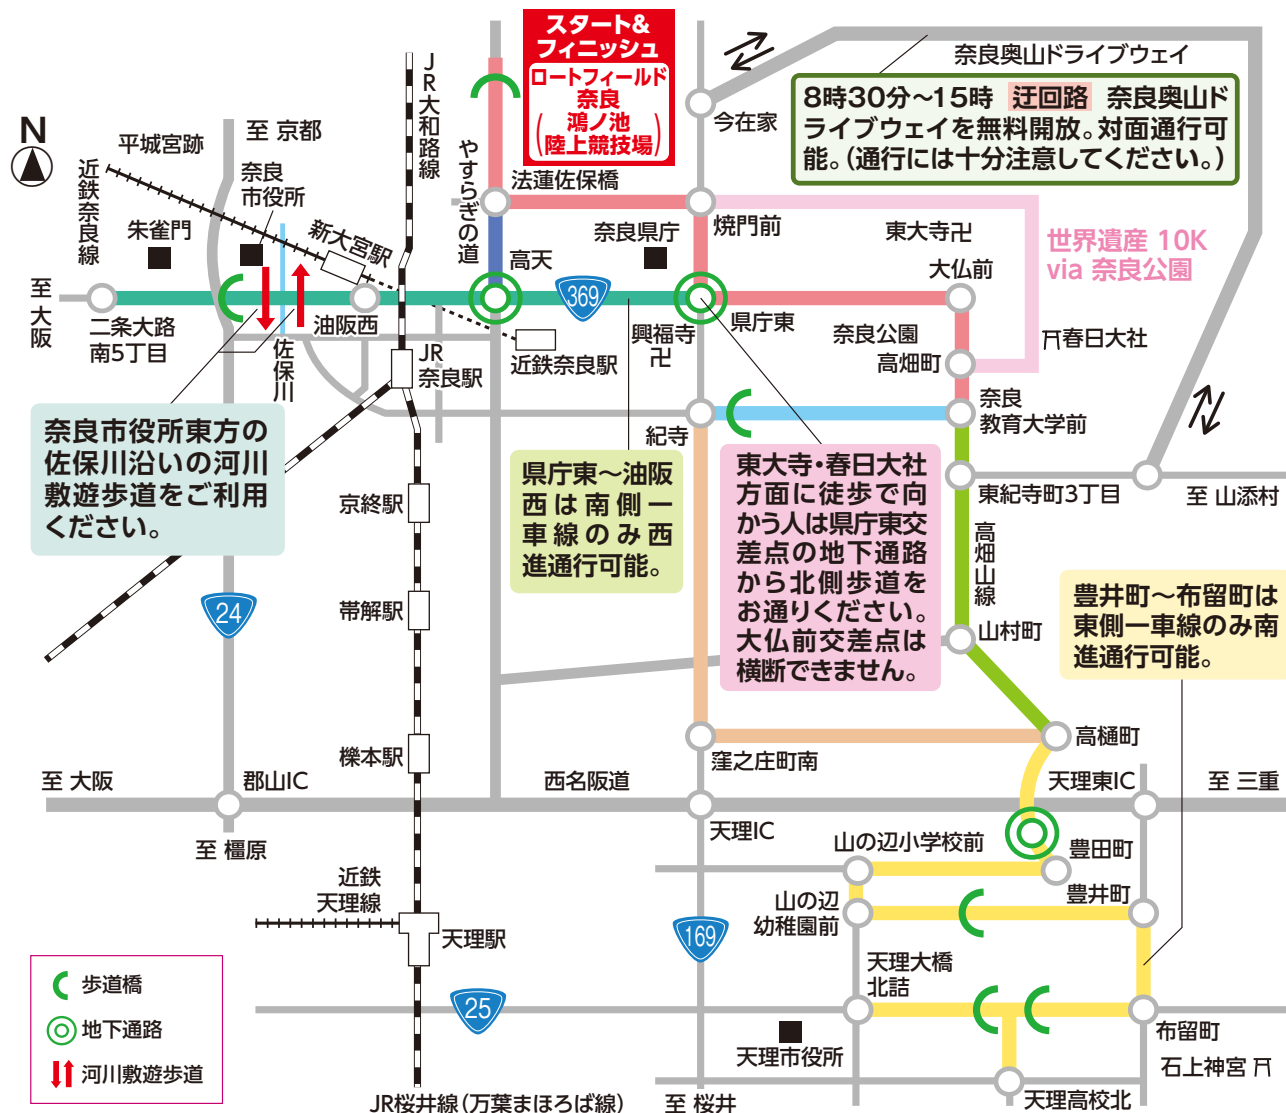 スタート&
フィニッシュ
ロートフィールド
奈良
鴻ノ池
陸上競技場
奈良奥山ドライブウェイ
8時30分〜15時 迂回路 奈良奥山ド
ライブウェイを無料開放。対面通行可
能。(通行には十分注意してください。)
今在家
N
至 京都
平城宮跡
奈良
市役所
近鉄奈良線
朱雀門
新大宮駅
JR大和路線
やすらぎの道
法蓮佐保橋
焼門前
奈良県庁
高天
東大寺卍
大仏前
世界遺産 10K
via 奈良公園
至 大阪
二条大路
南5丁目
佐保川
油阪西
369
JR
奈良駅
近鉄奈良駅
興福寺
卍
県庁東
奈良公園
高畑町
春日大社
奈良
教育大学前
紀寺
奈良市役所東方の
佐保川沿いの河川
敷遊歩道をご利用
ください。
県庁東〜油阪
西は南側一
車線のみ西
進通行可能。
東大寺・春日大社
方面に徒歩で向
かう人は県庁東交
差点の地下通路
から北側歩道を
お通りください。
大仏前交差点は
横断できません。
東紀寺町3丁目
至 山添村
高畑山線
京終駅
24
帯解駅
山村町
豊井町〜布留町は
東側一車線のみ南
進通行可能。
櫟本駅
窪之庄町南
高樋町
至 大阪
郡山IC
西名阪道
天理東IC
至 三重
至 橿原
天理IC
山の辺小学校前
豊田町
近鉄
天理線
天理駅
山の辺
幼稚園前
豊井町
169
天理大橋
北詰
25
天理市役所
布留町
石上神宮
天理高校北
歩道橋
地下通路
河川敷遊歩道
JR桜井線(万葉まほろば線)
至 桜井